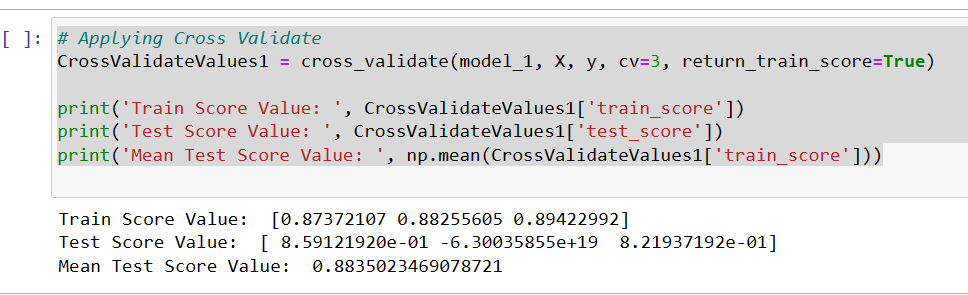 [ ]: # Applying Cross Validate
CrossValidateValues1 = cross_validate(model_1, X, y, cv=3, return_train_score=True)
print('Train Score Value: ', CrossValidateValues1['train_score'])
print('Test Score Value: ', CrossValidateValues1['test_score'])
print('Mean Test Score Value: ', np.mean(CrossValidateValues1['train_score']))
Train Score Value:  [0.87372107 0.88255605 0.89422992]
Test Score Value:  [ 8.59121920e-01 -6.30035855e+19  8.21937192e-01]
Mean Test Score Value:  0.8835023469078721